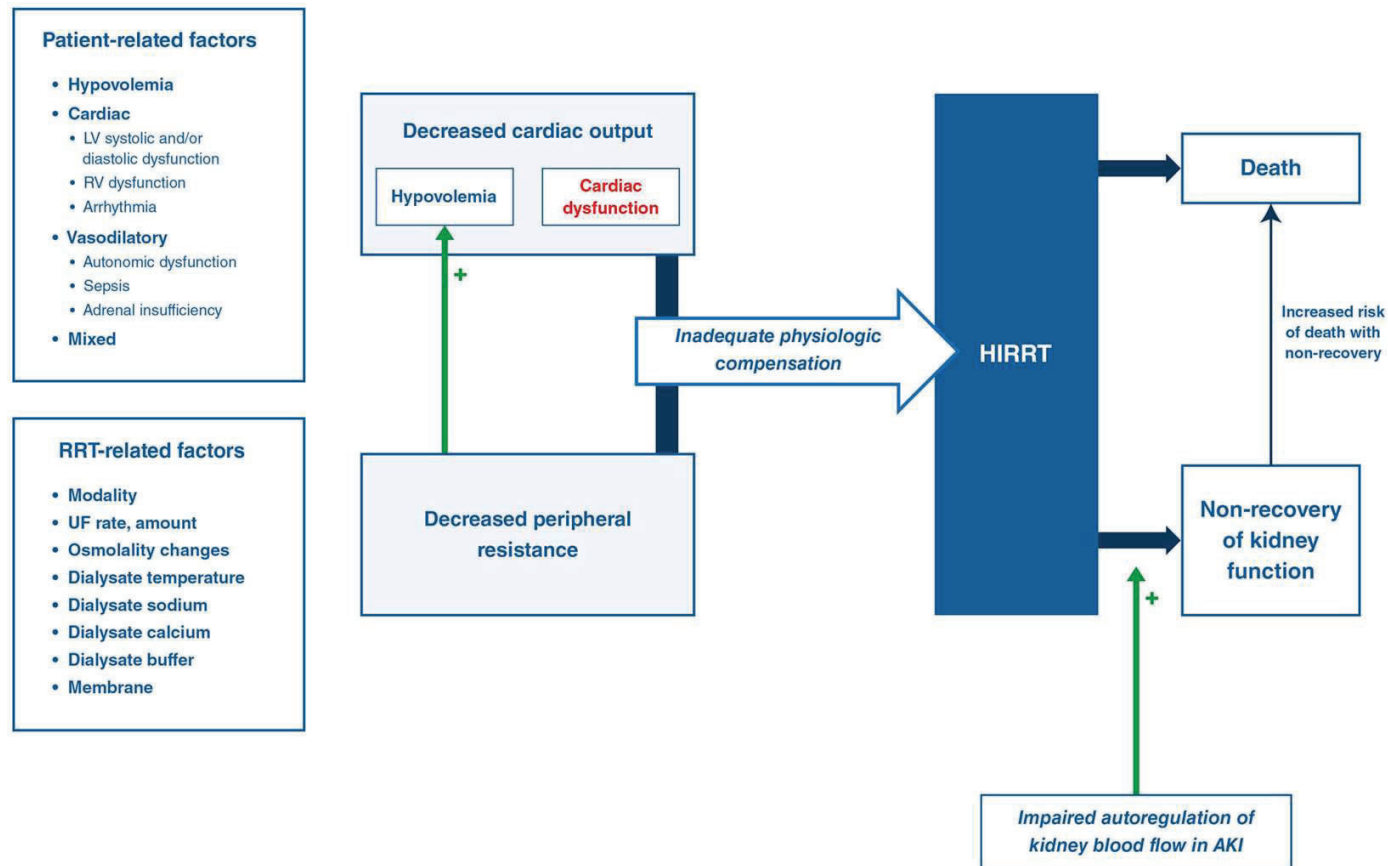 Patient-related factors
• Hypovolemia
• Cardiac
• LV systolic and/or
diastolic dysfunction
• RV dysfunction
• Arrhythmia
• Vasodilatory
• Autonomic dysfunction
• Sepsis
• Adrenal insufficiency
• Mixed
RRT-related factors
• Modality
• UF rate, amount
• Osmolality changes
• Dialysate temperature
• Dialysate sodium
• Dialysate calcium
• Dialysate buffer
• Membrane
Decreased cardiac output
Hypovolemia
Cardiac
dysfunction
+
Decreased peripheral
resistance
Inadequate physiologic
compensation
HIRRT
Death
Increased risk
of death with
non-recovery
Non-recovery
of kidney
function
+
Impaired autoregulation of
kidney blood flow in AKI